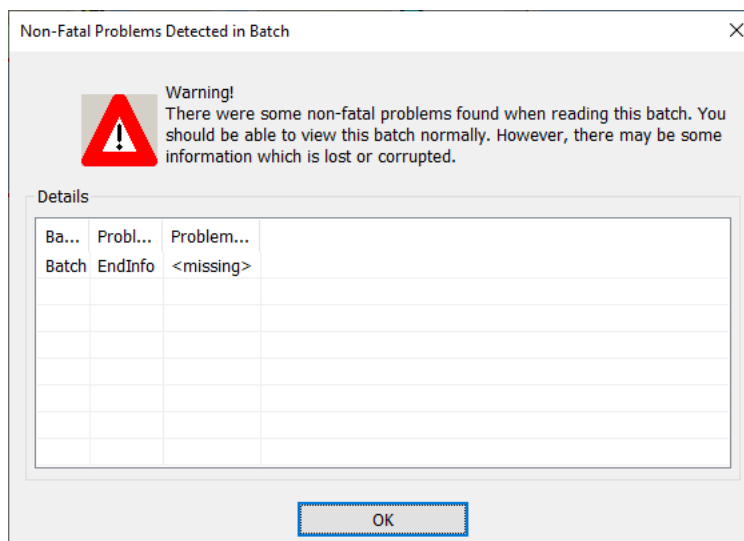 Non-Fatal Problems Detected in Batch
Warning!
There were some non-fatal problems found when reading this batch. You
should be able to view this batch normally. However, there may be some
information which is lost or corrupted.
Details
Ba... Probl... Problem...
Batch EndInfo <missing>
OK